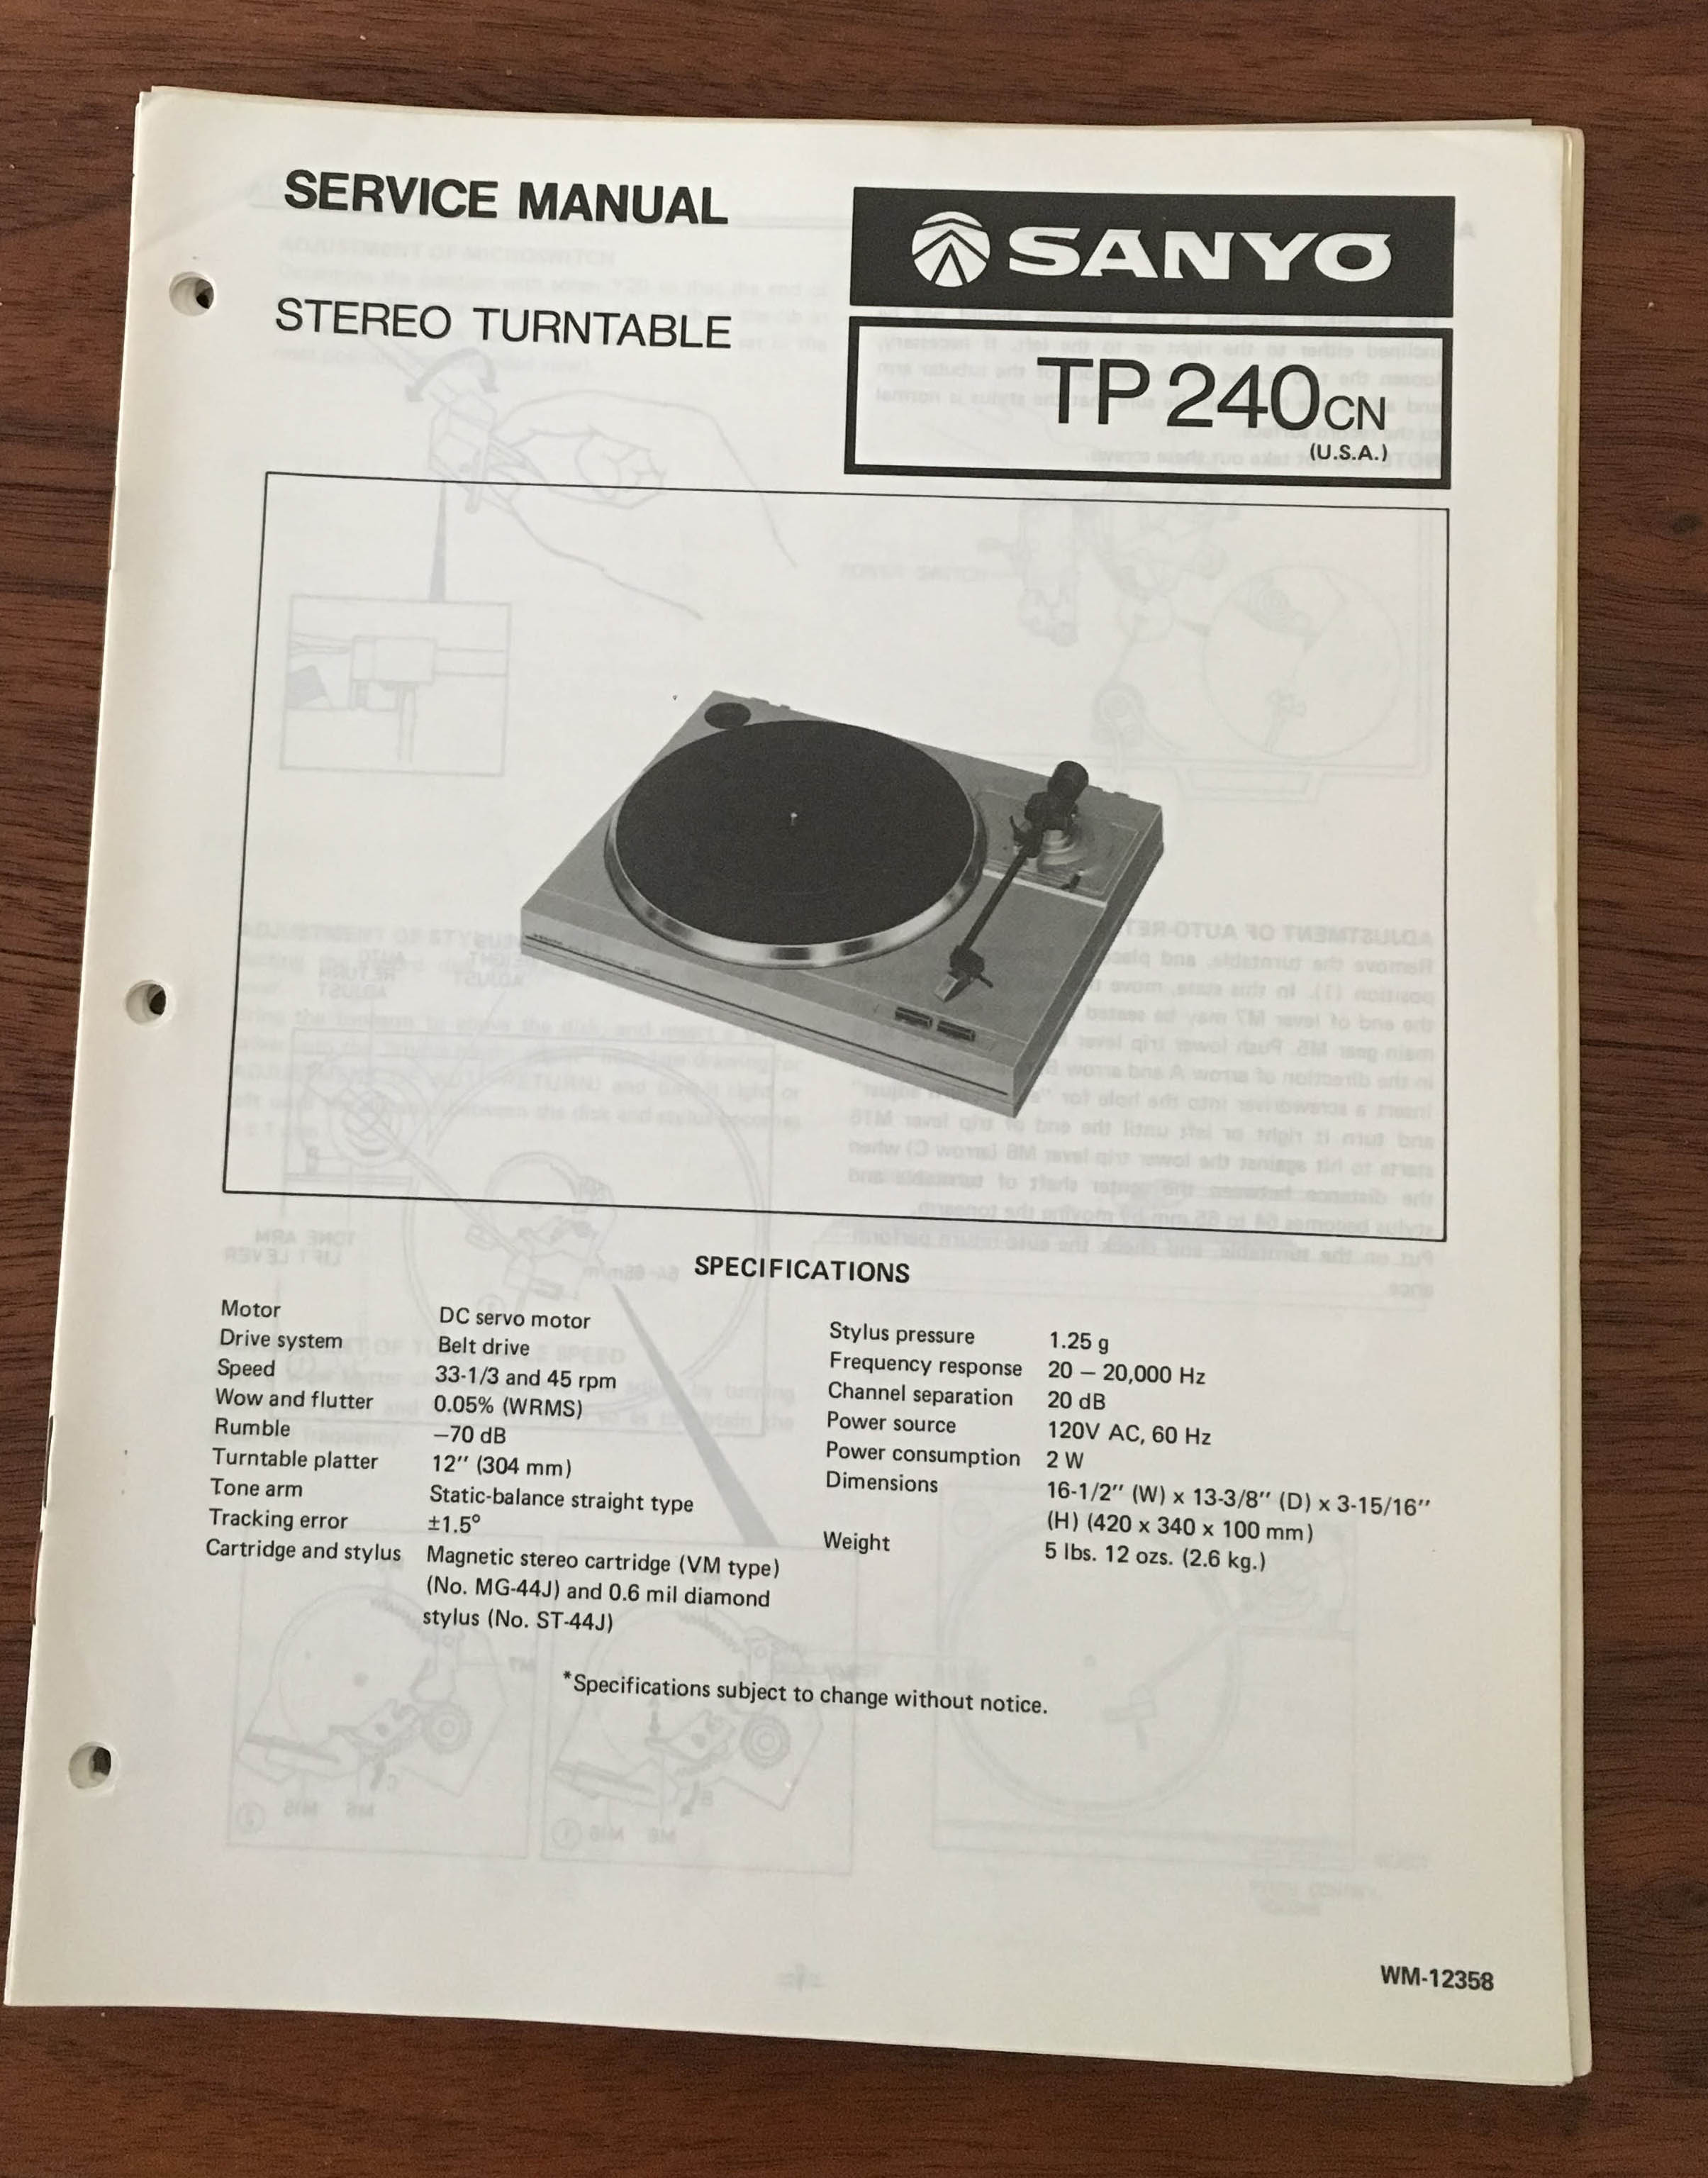 SERVICE MANUAL
SANYO
STEREO TURNTABLE
TP 240CN
(U.S.A.)
SPECIFICATIONS
Motor DC servo motor
Drive system Belt drive
Speed 33-1/3 and 45 rpm
Wow and flutter 0.05% (WRMS)
Rumble –70 dB
Turntable platter 12'' (304 mm)
Tone arm Static-balance straight type
Tracking error ±1.5°
Cartridge and stylus Magnetic stereo cartridge (VM type)
(No. MG-44J) and 0.6 mil diamond
stylus (No. ST-44J)
Stylus pressure 1.25 g
Frequency response 20 – 20,000 Hz
Channel separation 20 dB
Power source 120V AC, 60 Hz
Power consumption 2 W
Dimensions 16-1/2'' (W) x 13-3/8'' (D) x 3-15/16''
(H) (420 x 340 x 100 mm)
Weight 5 lbs. 12 ozs. (2.6 kg.)
*Specifications subject to change without notice.
WM-12358